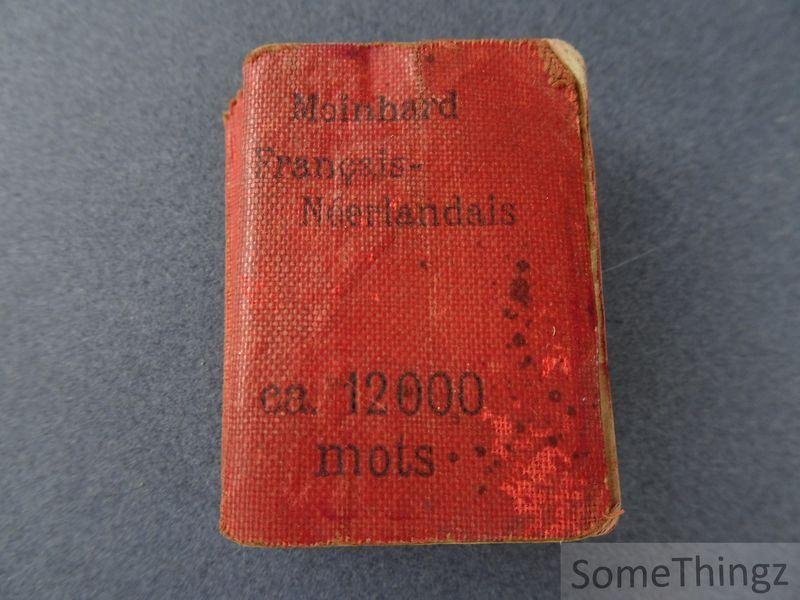 Meinhard
Français-
Néerlandais
ca. 12000
mots
SomeThingz